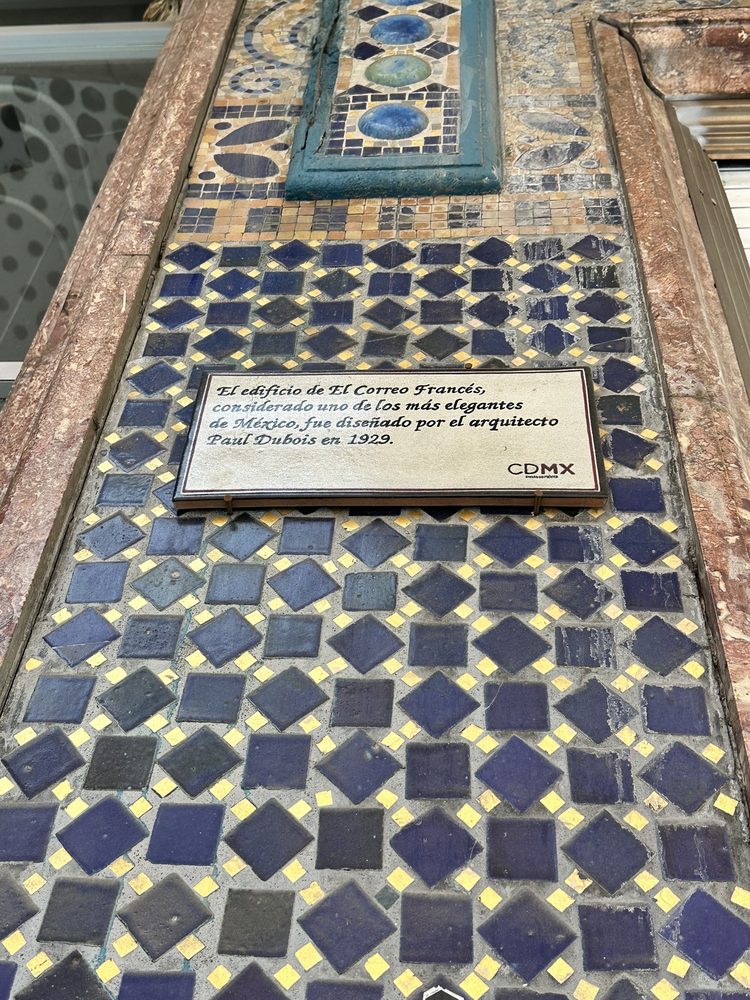 El edificio de El Correo Francés,
considerado uno de los más elegantes
de México, fue diseñado por el arquitecto
Paul Dubois en 1929.
CDMX